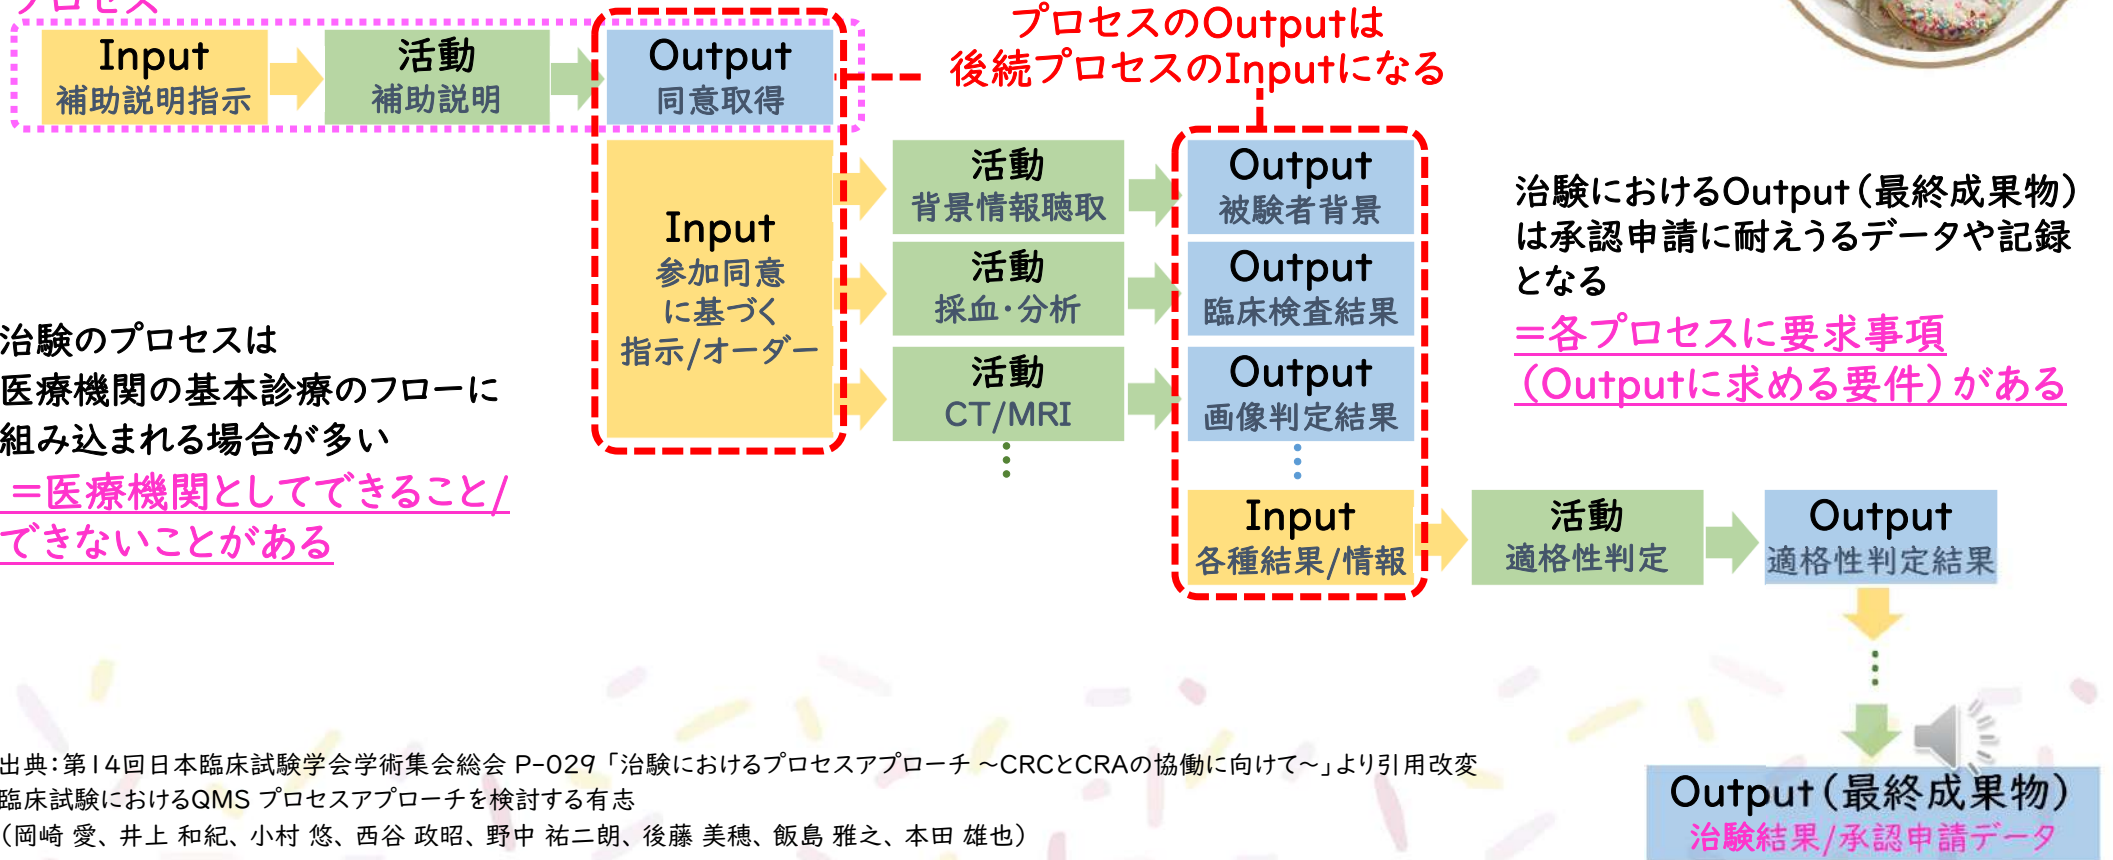 プロセス
Input
補助説明指示
活動
補助説明
Output
同意取得
プロセスのOutputは
後続プロセスのInputになる
Input
参加同意
に基づく
指示/オーダー
活動
背景情報聴取
Output
被験者背景
活動
採血・分析
Output
臨床検査結果
活動
CT/MRI
Output
画像判定結果
治験におけるOutput（最終成果物）
は承認申請に耐えうるデータや記録
となる
＝各プロセスに要求事項
（Outputに求める要件）がある
治験のプロセスは
医療機関の基本診療のフローに
組み込まれる場合が多い
＝医療機関としてできること/
できないことがある
Input
各種結果/情報
活動
適格性判定
Output
適格性判定結果
Output（最終成果物）
治験結果/承認申請データ
出典：第14回日本臨床試験学会学術集会総会 P-029「治験におけるプロセスアプローチ ～CRCとCRAの協働に向けて～」より引用改変
臨床試験におけるQMS プロセスアプローチを検討する有志
（岡崎 愛、井上 和紀、小村 悠、西谷 政昭、野中 祐二朗、後藤 美穂、飯島 雅之、本田 雄也）